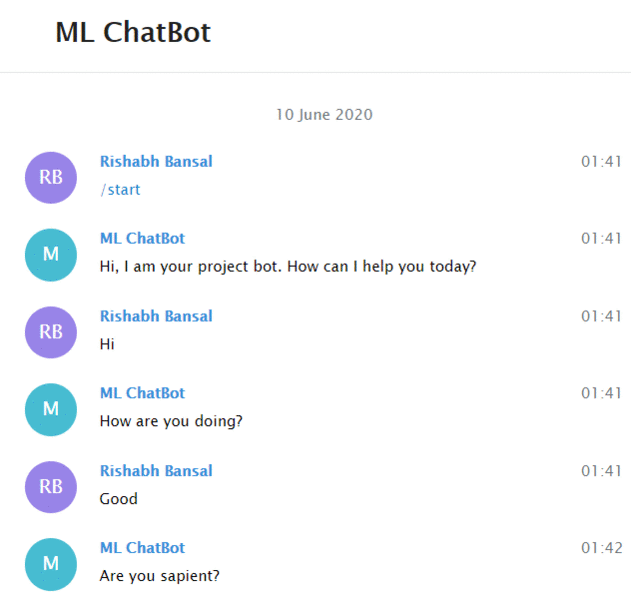 ML ChatBot
10 June 2020
RB
Rishabh Bansal
01:41
/start
M
ML ChatBot
01:41
Hi, I am your project bot. How can I help you today?
RB
Rishabh Bansal
01:41
Hi
M
ML ChatBot
01:41
How are you doing?
RB
Rishabh Bansal
01:41
Good
M
ML ChatBot
01:42
Are you sapient?